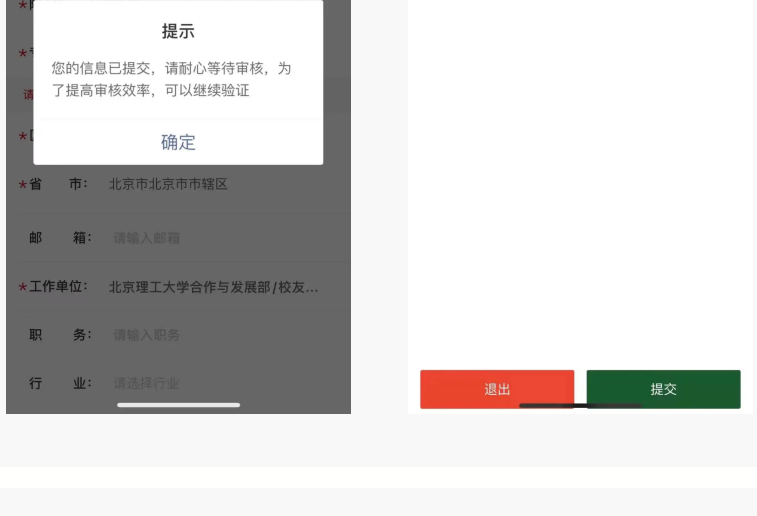 提示
您的信息已提交，请耐心等待审核，为
了提高审核效率，可以继续验证
请
确定
*省 市： 北京市北京市市辖区
邮 箱： 请输入邮箱
*工作单位： 北京理工大学合作与发展部/校友...
职 务： 请输入职务
行 业： 请选择行业
退出 提交